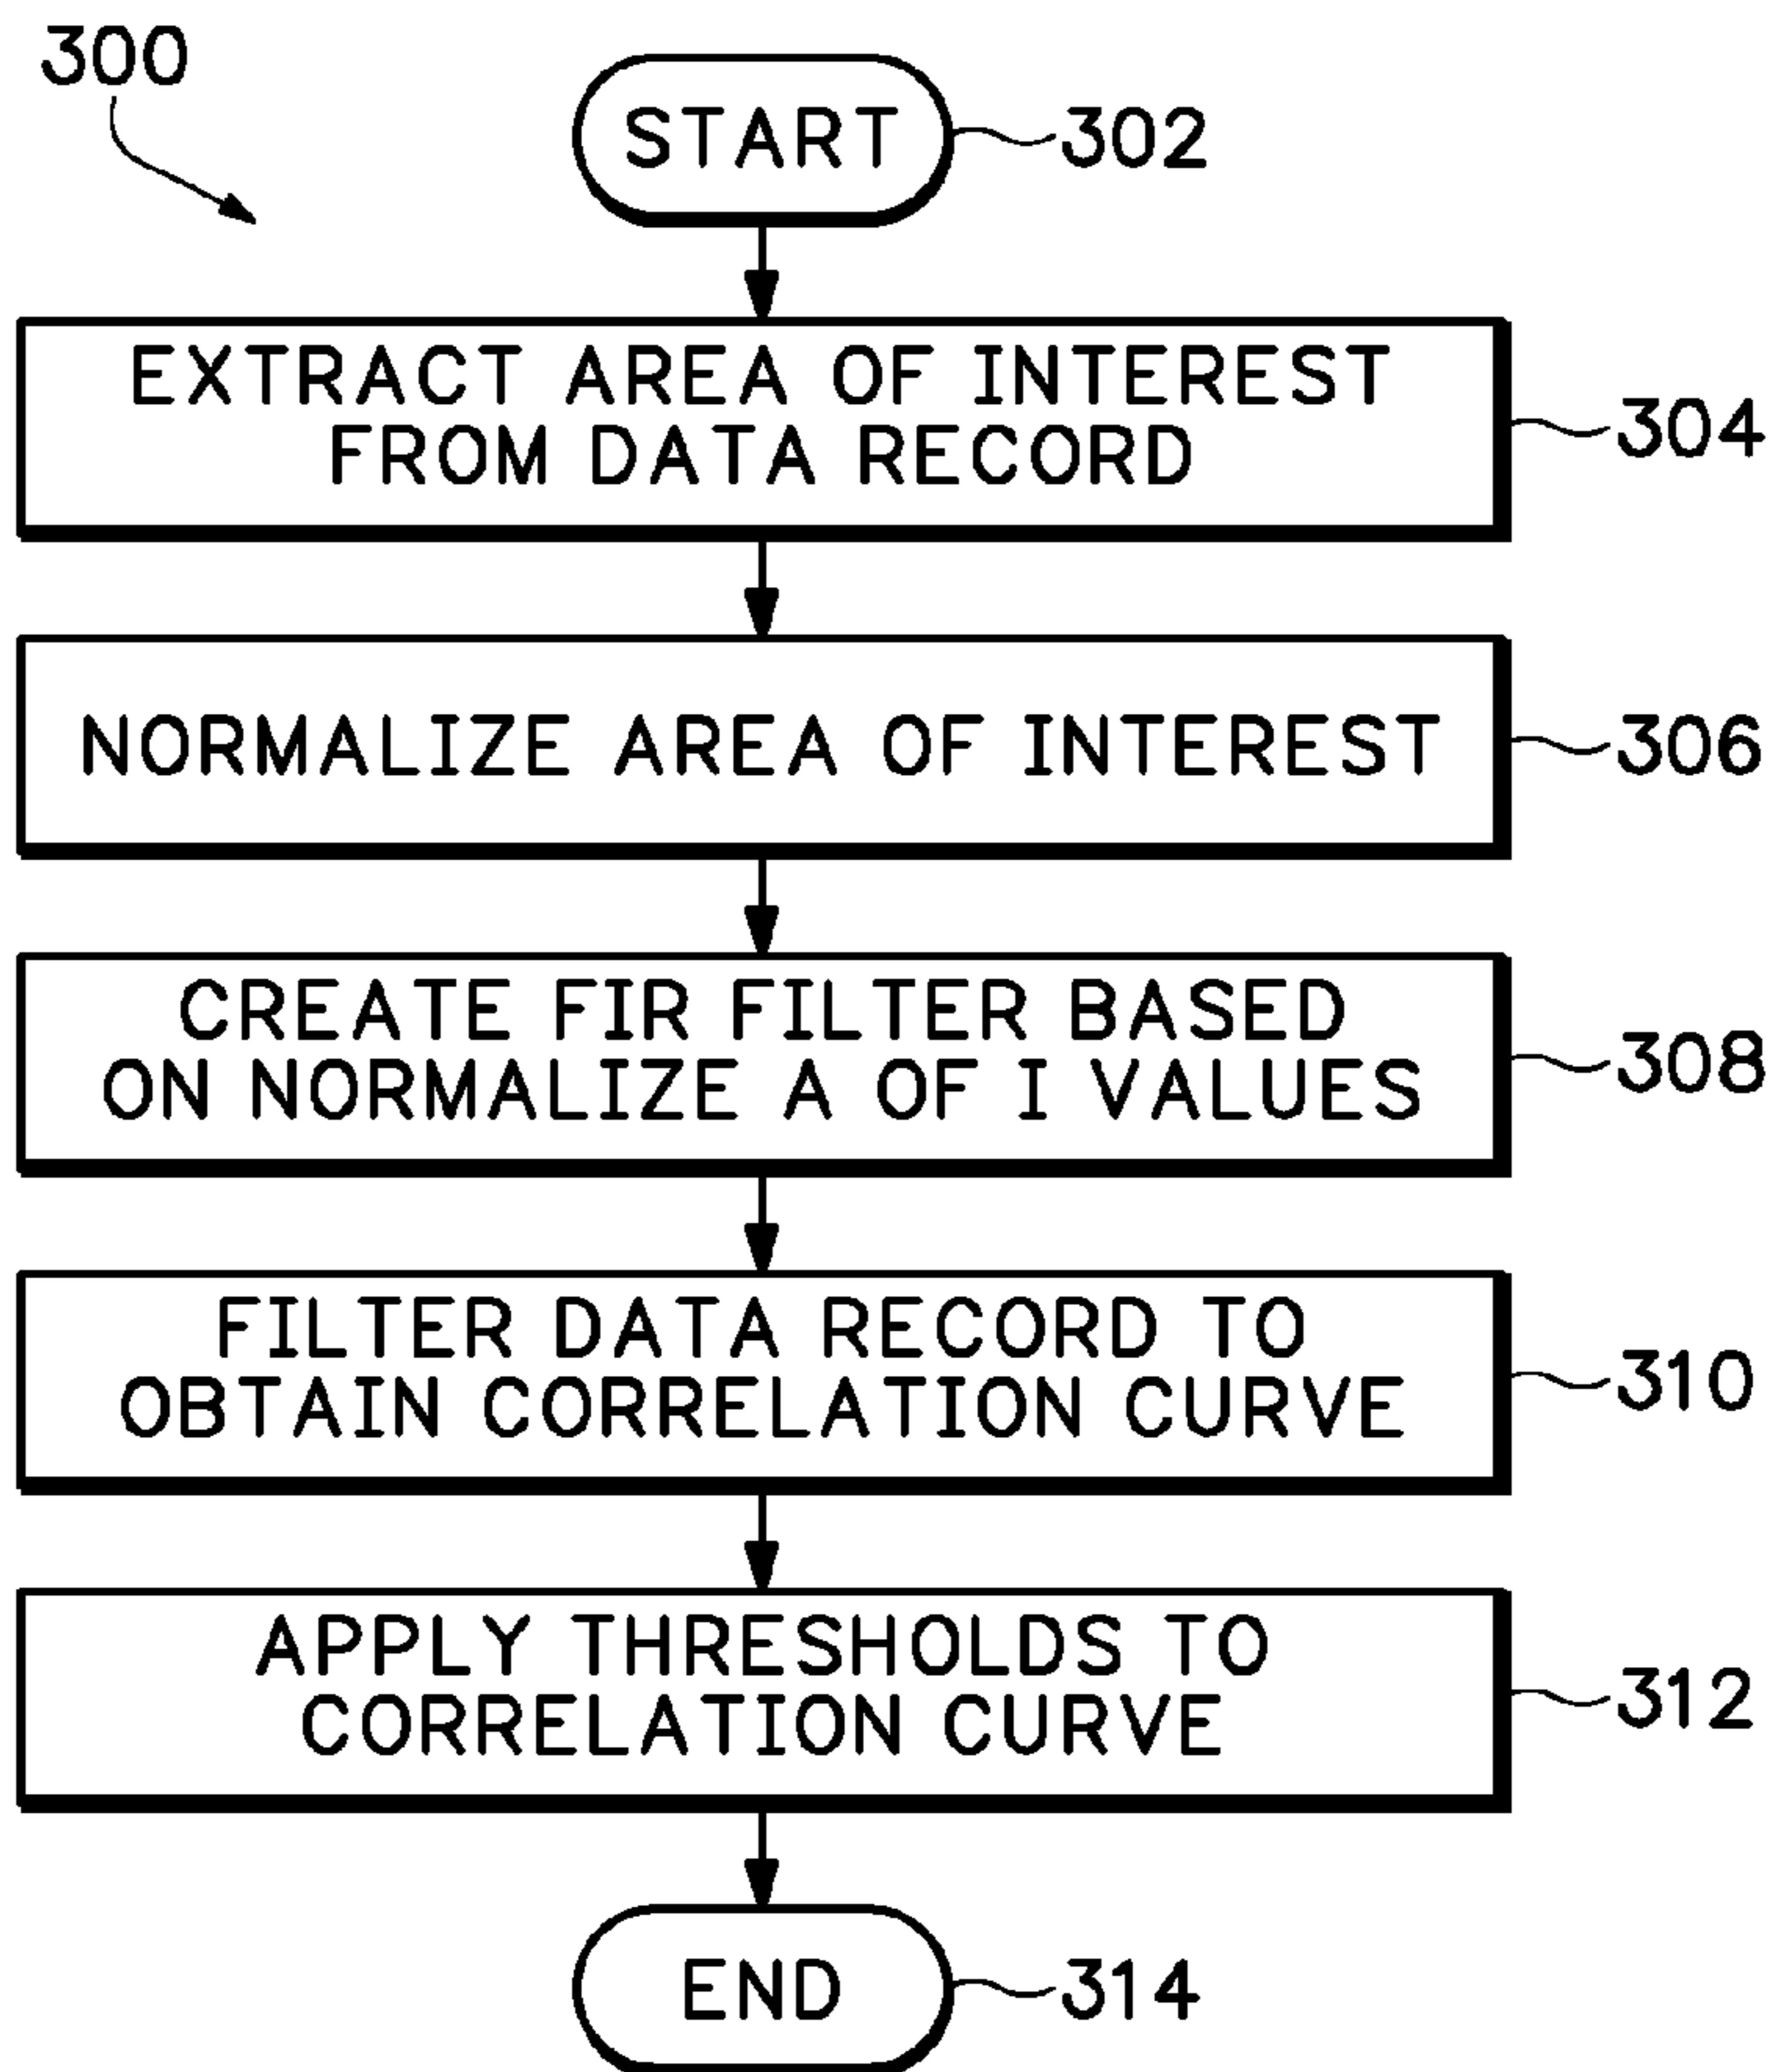 300
START
302
EXTRACT AREA OF INTEREST
FROM DATA RECORD
304
NORMALIZE AREA OF INTEREST
306
CREATE FIR FILTER BASED
ON NORMALIZE A OF I VALUES
308
FILTER DATA RECORD TO
OBTAIN CORRELATION CURVE
310
APPLY THRESHOLDS TO
CORRELATION CURVE
312
END
314